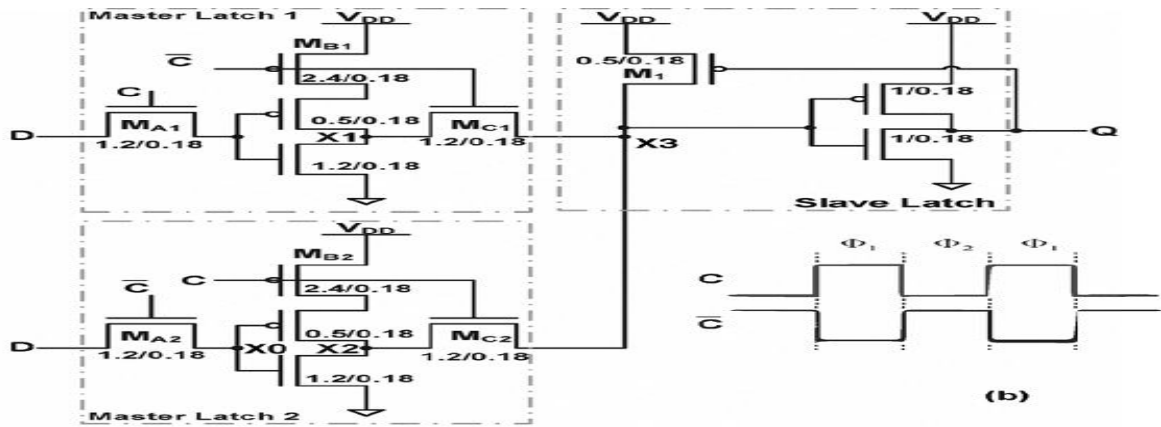 Master Latch 1
VDD
MB1
C̅
2.4/0.18
C
MA1
1.2/0.18
D
0.5/0.18
X1
MC1
1.2/0.18
1.2/0.18
VDD
VDD
0.5/0.18
M1
1/0.18
X3
1/0.18
Q
Slave Latch
VDD
MB2
C̅
C
2.4/0.18
D
MA2
1.2/0.18
X0
0.5/0.18
X2
MC2
1.2/0.18
1.2/0.18
Master Latch 2
Φ1 Φ2 Φ1
C
C̅
(b)